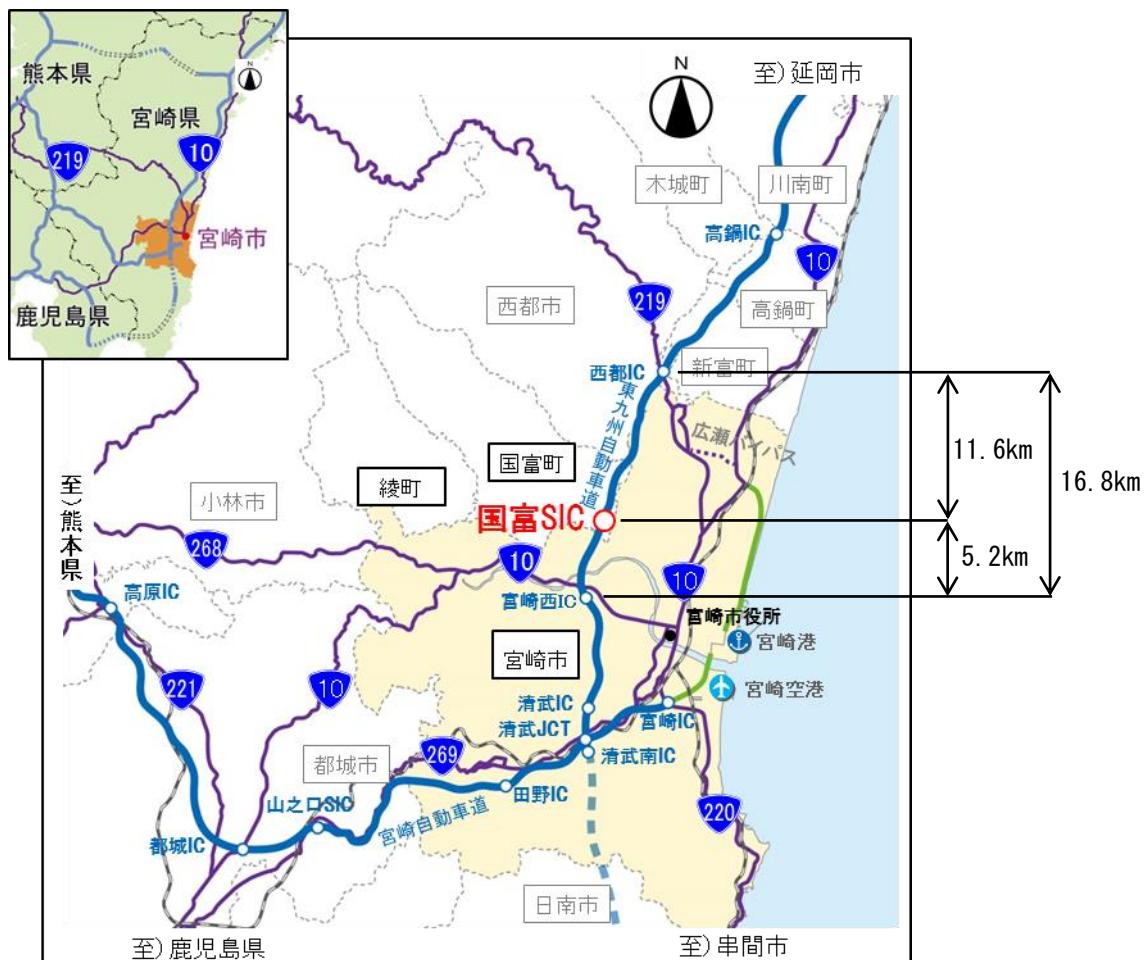 熊本県
宮崎県
219
10
宮崎市
鹿児島県
N
至)延岡市
木城町
川南町
高鍋IC
10
219
西都市
高鍋町
西都IC
新富町
東九州自動車道
広瀬バイパス
11.6km
16.8km
国富町
綾町
小林市
至)熊本県
国富SIC
268
10
10
5.2km
高原IC
宮崎西IC
宮崎市役所
宮崎港
宮崎市
221
10
宮崎空港
清武IC
宮崎IC
清武JCT
清武南IC
269
都城市
田野IC
山之口SIC
宮崎自動車道
220
都城IC
日南市
至)鹿児島県
至)串間市